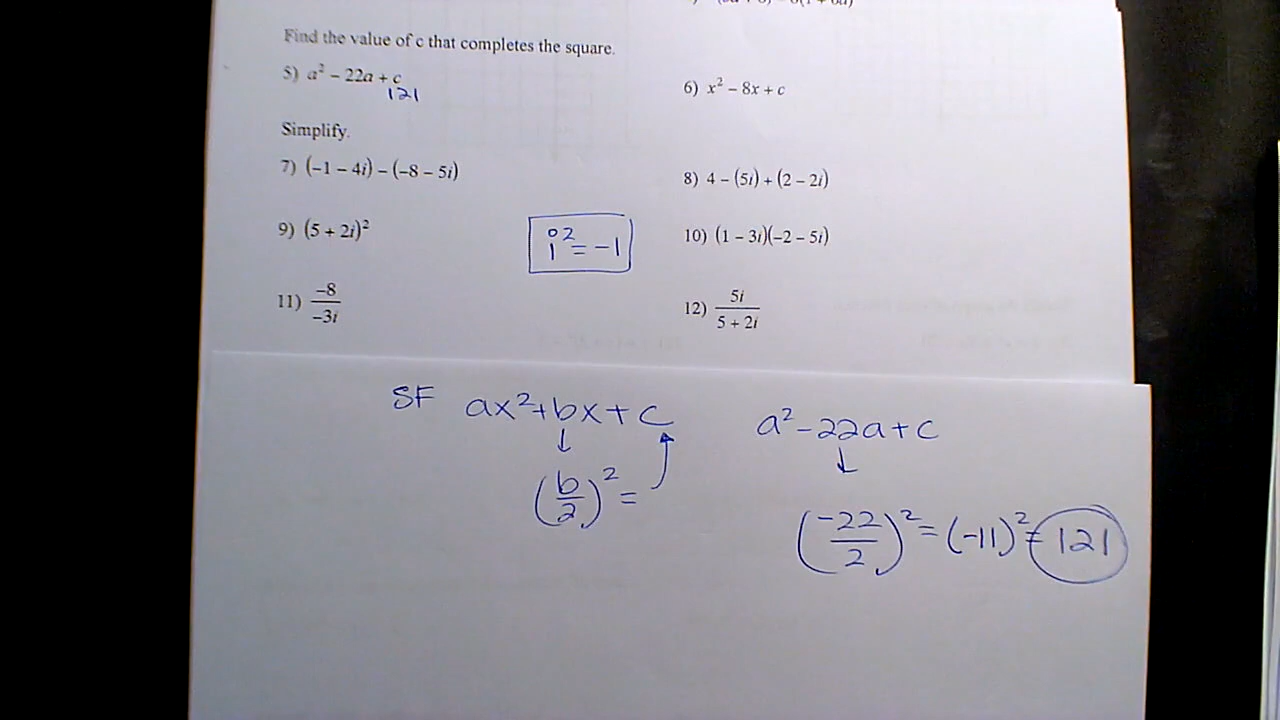 Find the value of c that completes the square.
5) a² – 22a + c
121
6) x² – 8x + c
Simplify.
7) (–1 – 4i) – (–8 – 5i)
8) 4 – (5i) + (2 – 2i)
9) (5 + 2i)²
i² = –1
10) (1 – 3i)(–2 – 5i)
11) –8/–3i
12) 5i/5 + 2i
SF ax² + bx + c
a² – 22a + c
↓
↓
(b/2)² =
(–22/2)² = (–11)² = 121